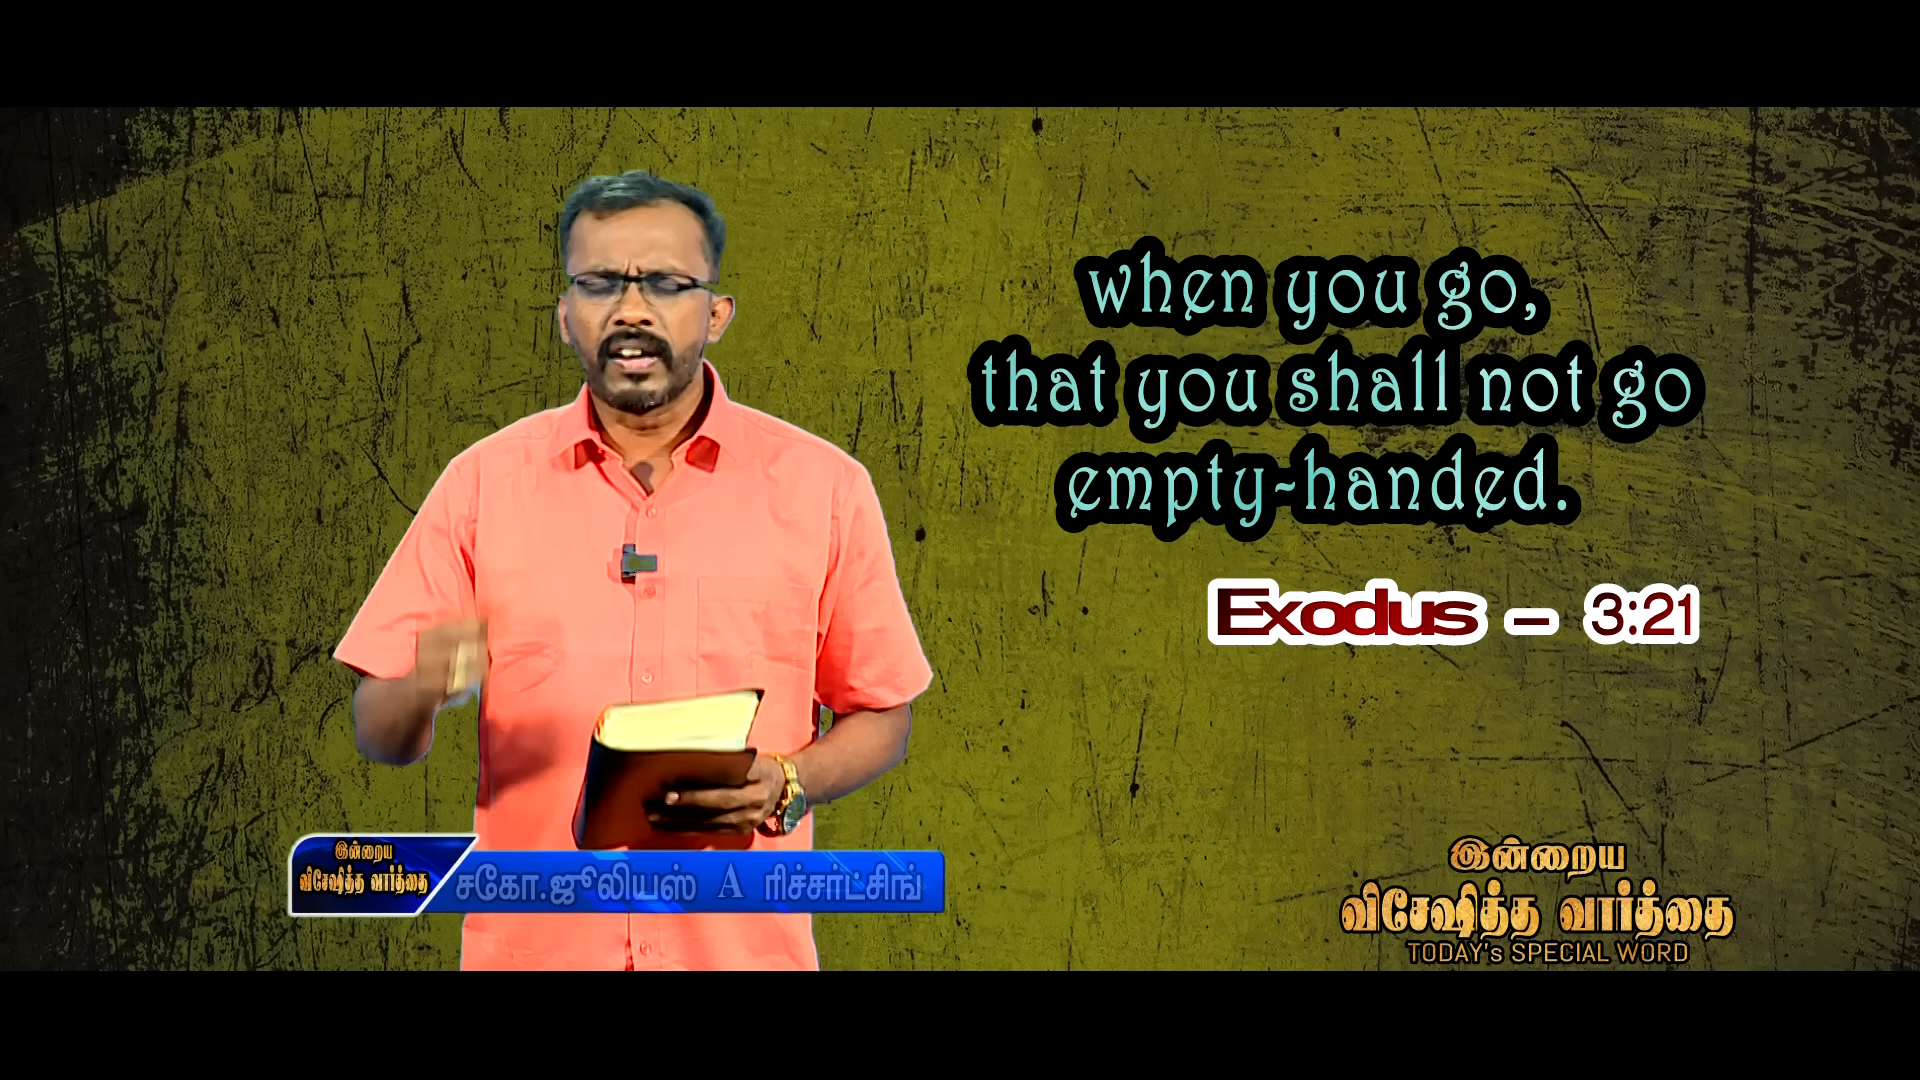 when you go,
that you shall not go
empty-handed.
Exodus - 3:21
இன்றைய
விசேஷித்த வார்த்தை
சகோ.ஜூலியஸ் A ரிச்சர்ட்சிங்
இன்றைய
விசேஷித்த வார்த்தை
TODAY's SPECIAL WORD